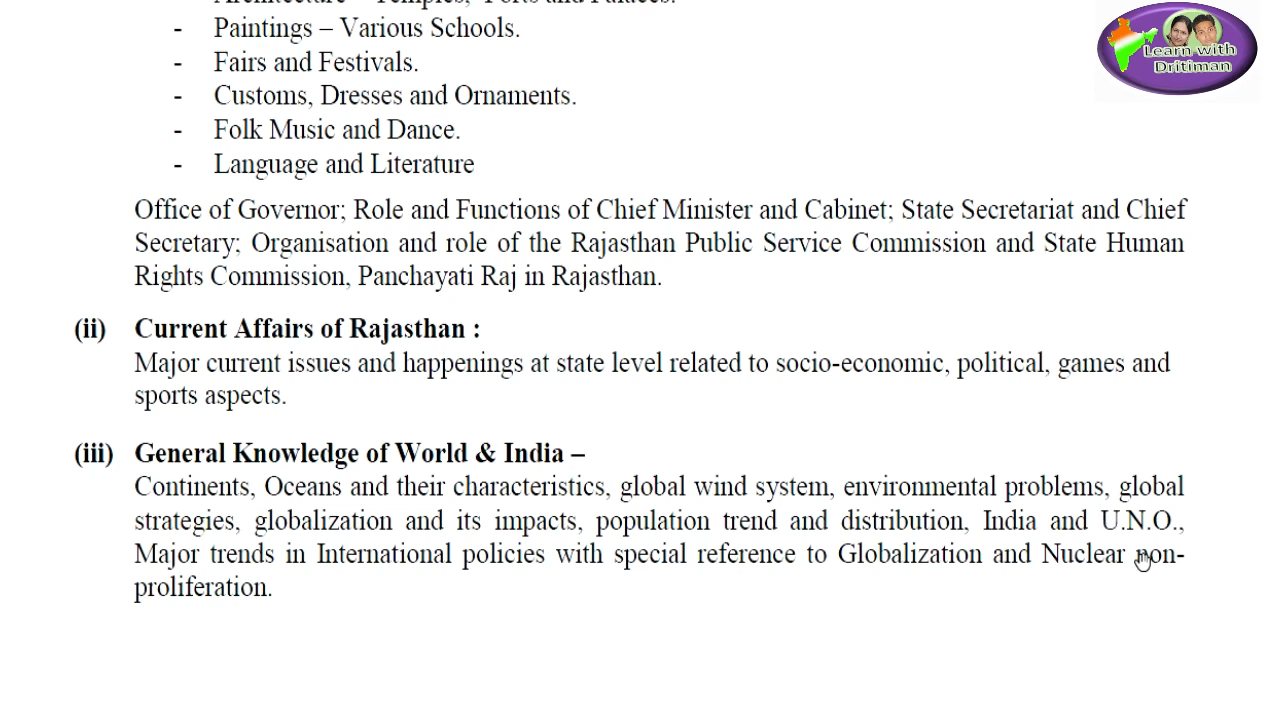 Architecture – Temples, Forts and Palaces.
- Paintings – Various Schools.
- Fairs and Festivals.
- Customs, Dresses and Ornaments.
- Folk Music and Dance.
- Language and Literature
Office of Governor; Role and Functions of Chief Minister and Cabinet; State Secretariat and Chief
Secretary; Organisation and role of the Rajasthan Public Service Commission and State Human
Rights Commission, Panchayati Raj in Rajasthan.
(ii) Current Affairs of Rajasthan :
Major current issues and happenings at state level related to socio-economic, political, games and
sports aspects.
(iii) General Knowledge of World & India –
Continents, Oceans and their characteristics, global wind system, environmental problems, global
strategies, globalization and its impacts, population trend and distribution, India and U.N.O.,
Major trends in International policies with special reference to Globalization and Nuclear non-
proliferation.
Learn with
Dritiman